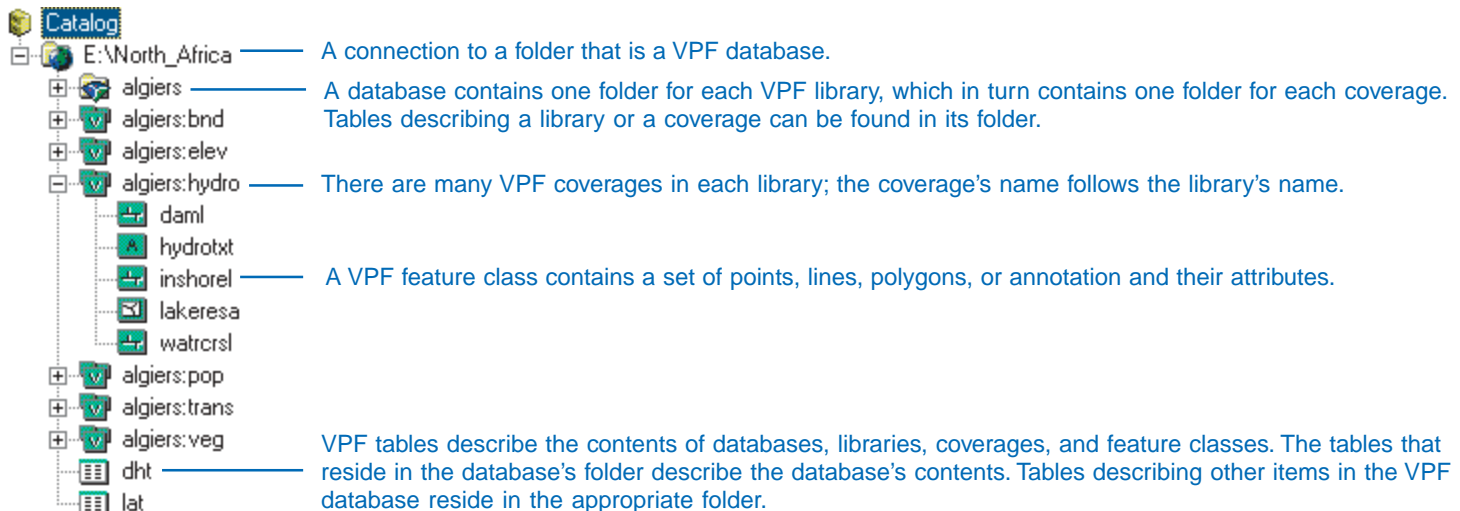 Catalog
E:\North_Africa
A connection to a folder that is a VPF database.
algiers
A database contains one folder for each VPF library, which in turn contains one folder for each coverage.
Tables describing a library or a coverage can be found in its folder.
algiers:bnd
algiers:elev
algiers:hydro
There are many VPF coverages in each library; the coverage's name follows the library's name.
daml
hydrotxt
inshorel
A VPF feature class contains a set of points, lines, polygons, or annotation and their attributes.
lakeresa
watrcrsl
algiers:pop
algiers:trans
algiers:veg
VPF tables describe the contents of databases, libraries, coverages, and feature classes. The tables that
dht
reside in the database's folder describe the database's contents. Tables describing other items in the VPF
lat
database reside in the appropriate folder.